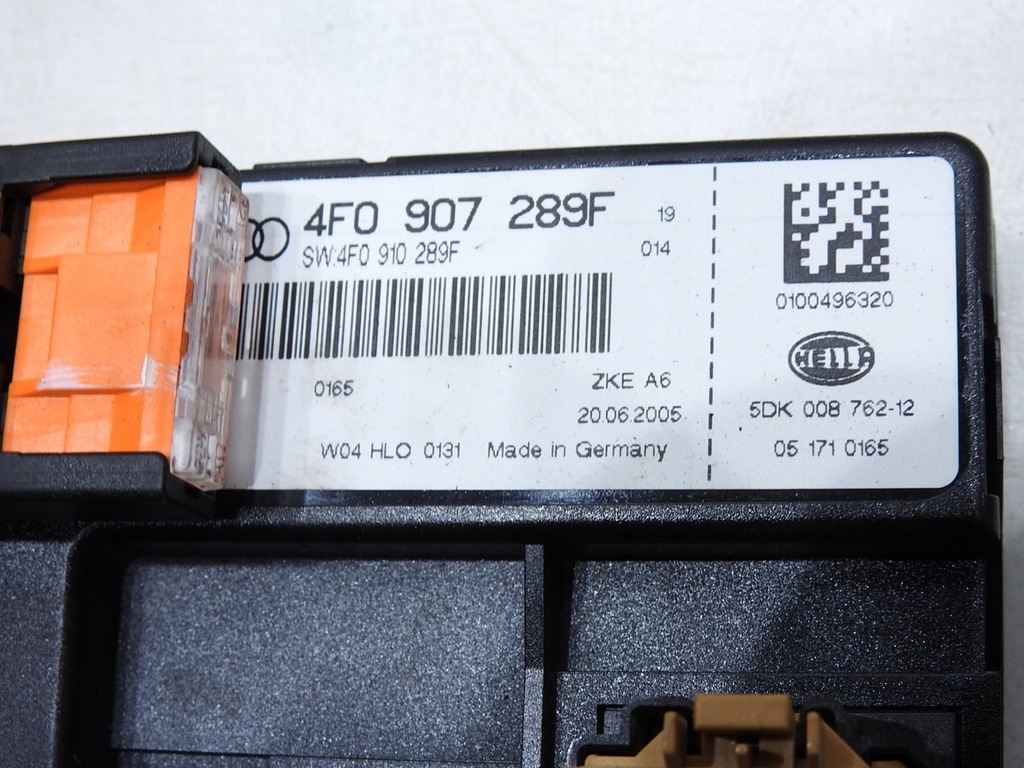 4F0 907 289F 19
SW:4F0 910 289F 014
0165 ZKE A6
20.06.2005
W04 HLO 0131 Made in Germany
0100496320
HELLA
5DK 008 762-12
05 171 0165